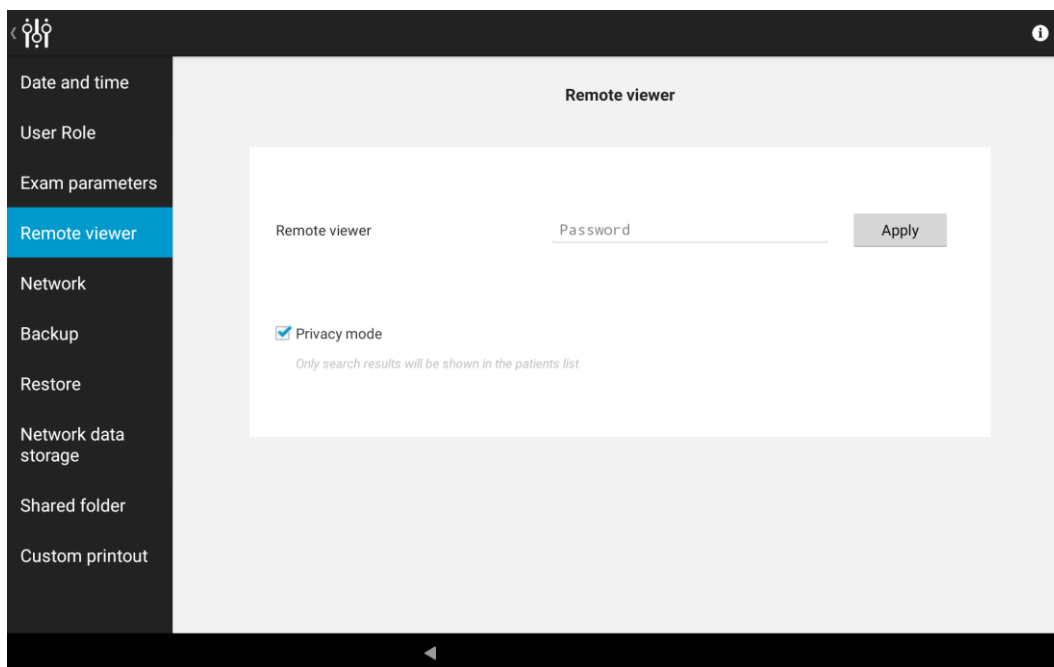 Date and time
User Role
Exam parameters
Remote viewer
Network
Backup
Restore
Network data
storage
Shared folder
Custom printout
Remote viewer
Remote viewer
Password
Apply
Privacy mode
Only search results will be shown in the patients list